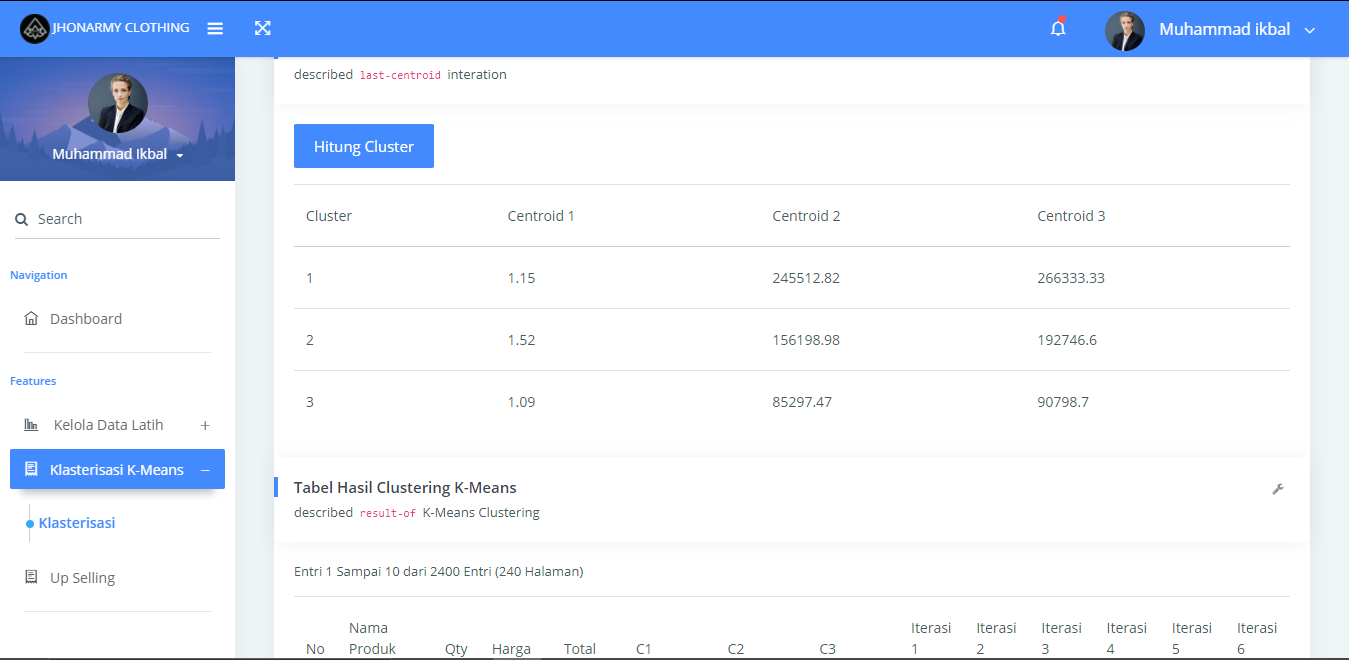 JHONARMY CLOTHING
Muhammad ikbal
Muhammad Ikbal
Search
Navigation
Dashboard
Features
Kelola Data Latih
Klasterisasi K-Means
Klasterisasi
Up Selling
described last-centroid interation
Hitung Cluster
Cluster Centroid 1 Centroid 2 Centroid 3
1 1.15 245512.82 266333.33
2 1.52 156198.98 192746.6
3 1.09 85297.47 90798.7
Tabel Hasil Clustering K-Means
described result-of K-Means Clustering
Entri 1 Sampai 10 dari 2400 Entri (240 Halaman)
Nama Iterasi Iterasi Iterasi Iterasi Iterasi Iterasi
No Produk Qty Harga Total C1 C2 C3 1 2 3 4 5 6